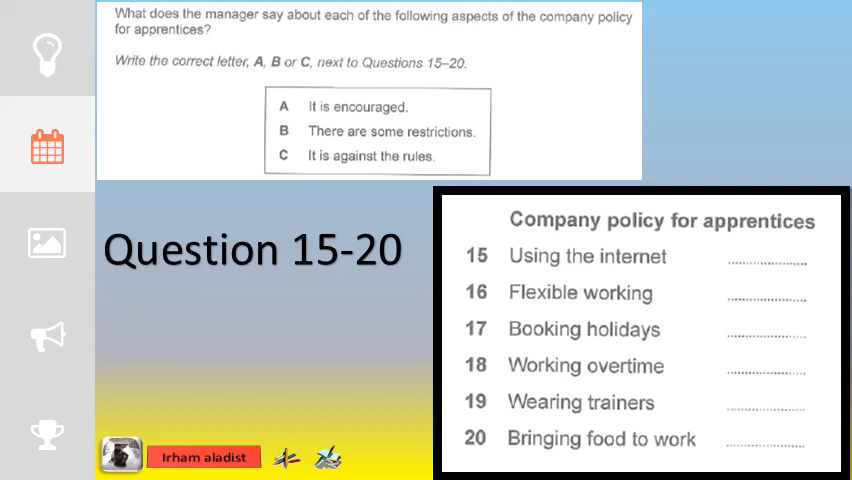 What does the manager say about each of the following aspects of the company policy
for apprentices?
Write the correct letter, A, B or C, next to Questions 15–20.
A It is encouraged.
B There are some restrictions.
C It is against the rules.
Question 15-20
Company policy for apprentices
15 Using the internet ....................
16 Flexible working ....................
17 Booking holidays ....................
18 Working overtime ....................
19 Wearing trainers ....................
20 Bringing food to work ....................
Irham aladist